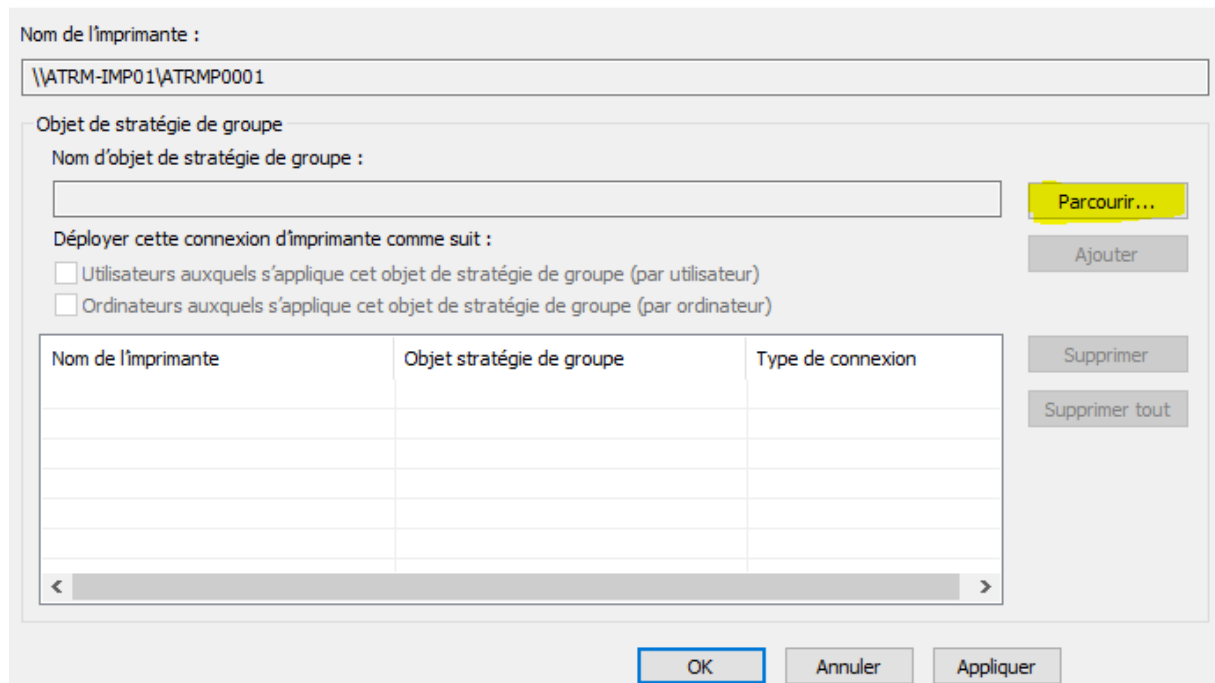 Nom de l'imprimante :
\\ATRM-IMP01\ATRMP0001
Objet de stratégie de groupe
Nom d'objet de stratégie de groupe :
Parcourir...
Déployer cette connexion d'imprimante comme suit :
Ajouter
Utilisateurs auxquels s'applique cet objet de stratégie de groupe (par utilisateur)
Ordinateurs auxquels s'applique cet objet de stratégie de groupe (par ordinateur)
Nom de l'imprimante Objet stratégie de groupe Type de connexion
Supprimer
Supprimer tout
OK Annuler Appliquer